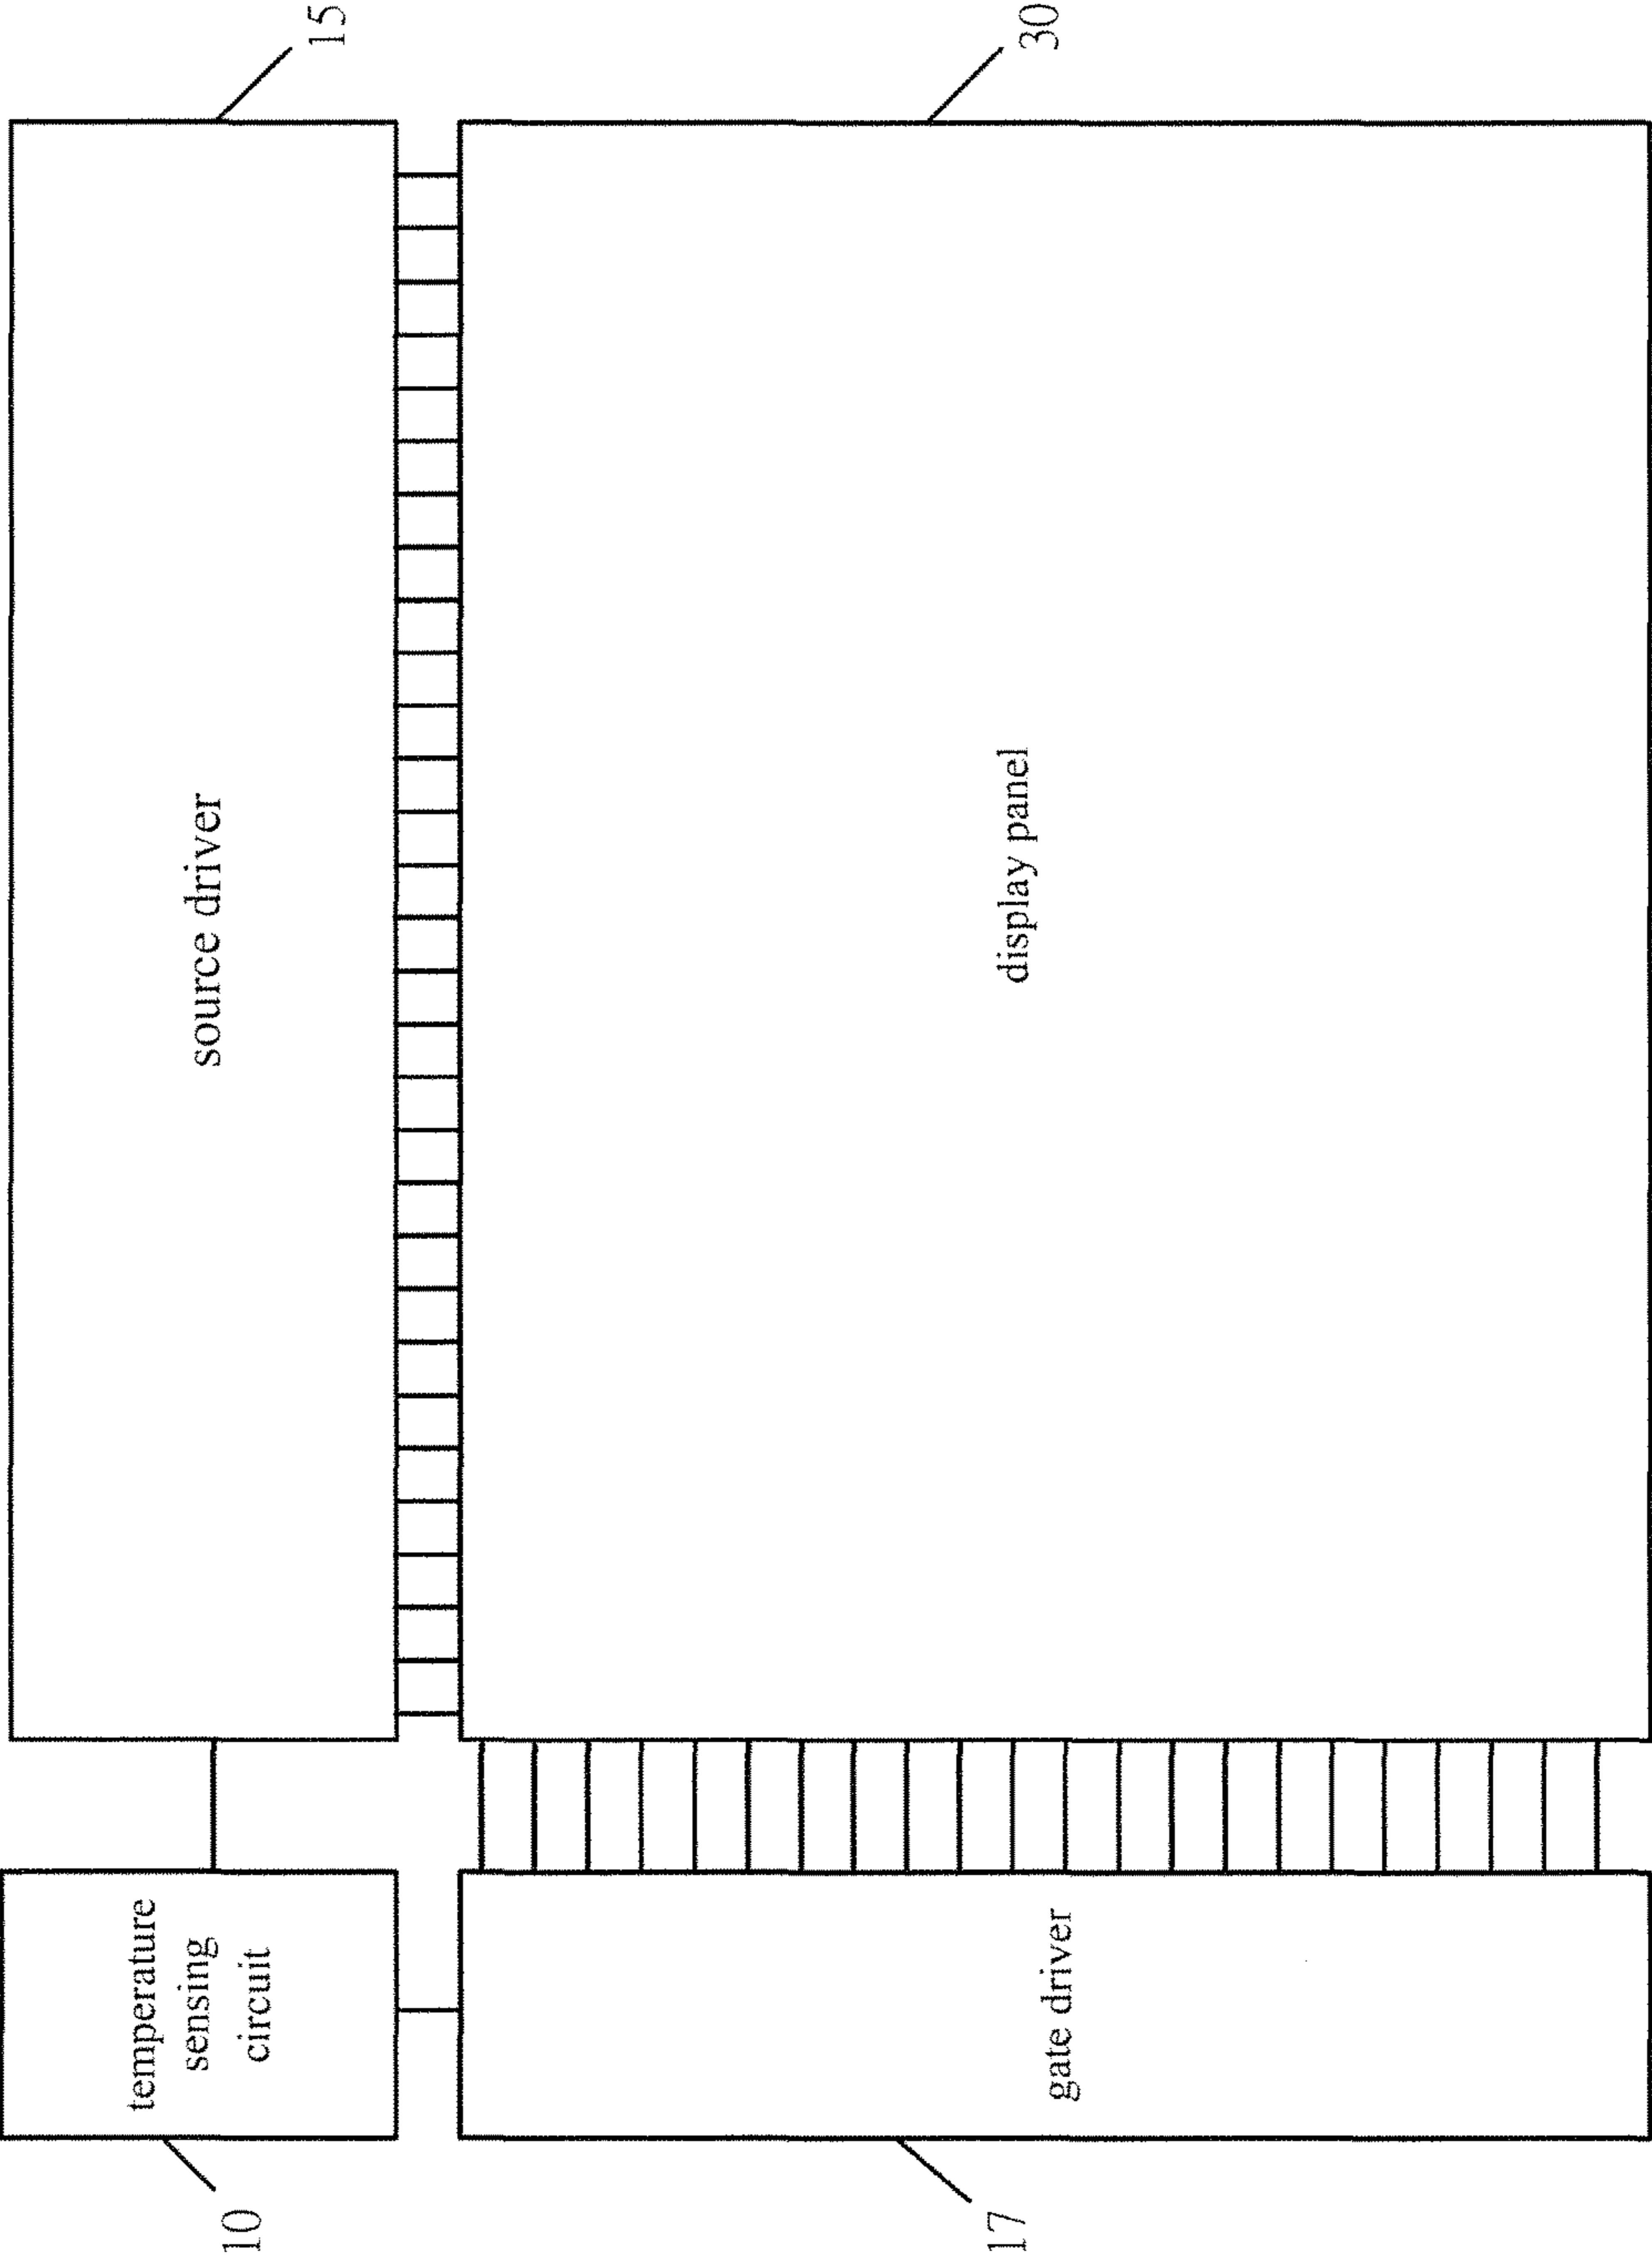 10
temperature
sensing
circuit
source driver
15
17
gate driver
display panel
30